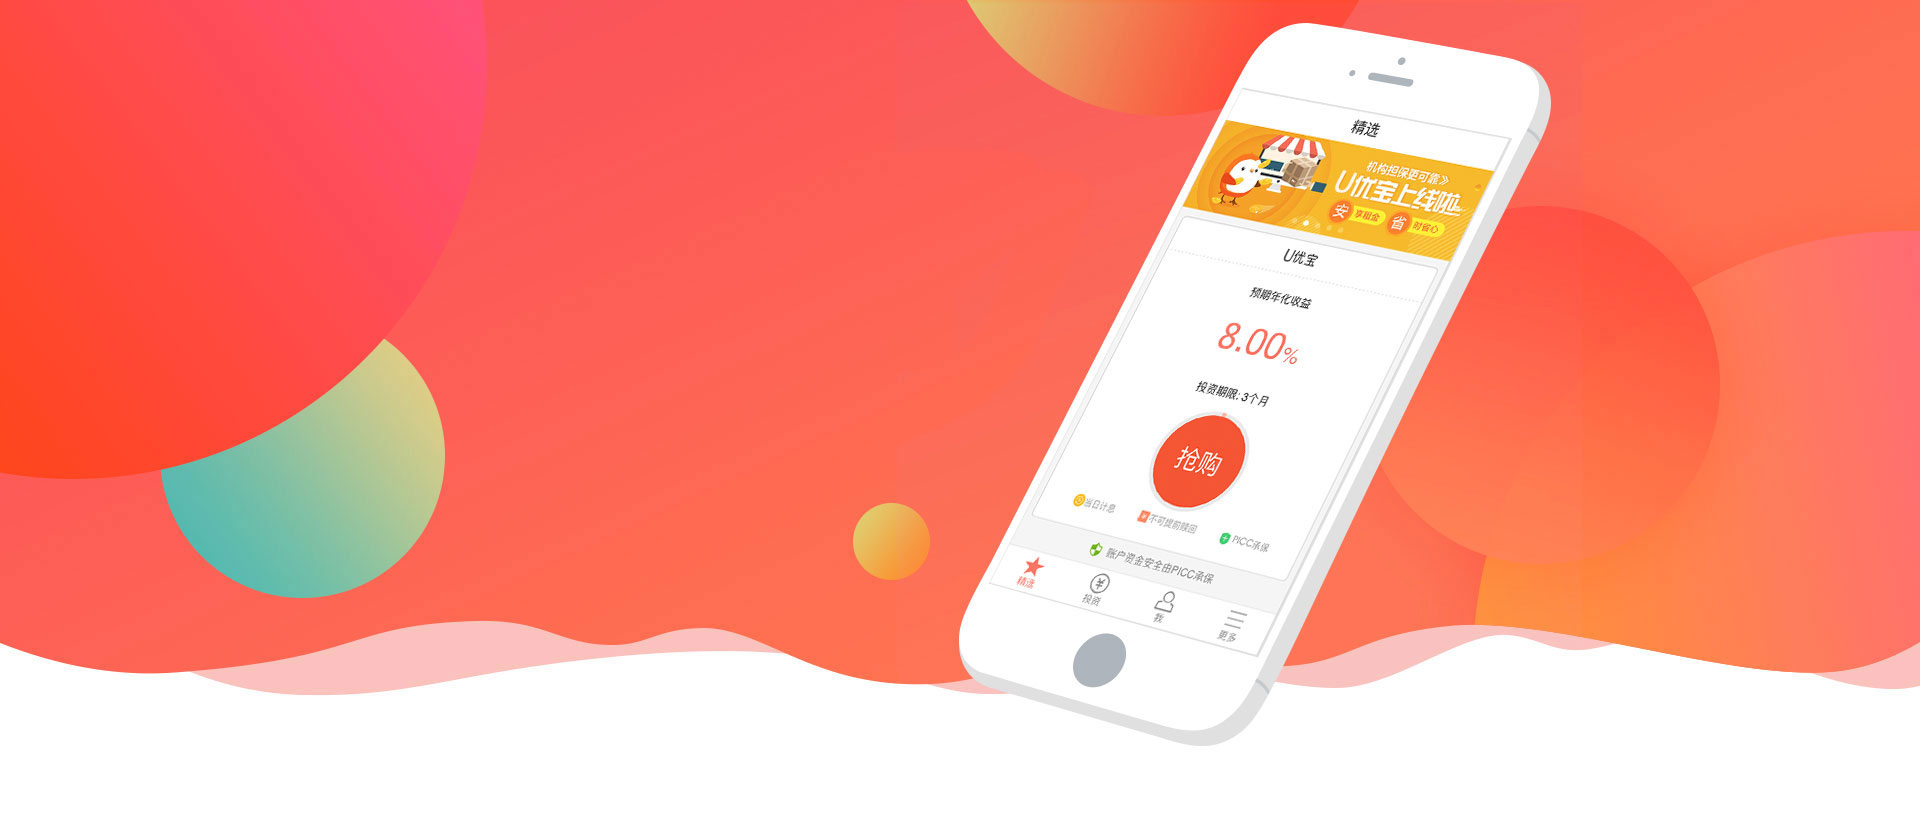 精选
机构担保更可靠》
U优宝上线啦
安 享租金 省 时省心
U优宝
预期年化收益
8.00%
投资期限: 3个月
抢购
当日计息 不可提前赎回 PICC承保
账户资金安全由PICC承保
精选 投资 我 更多